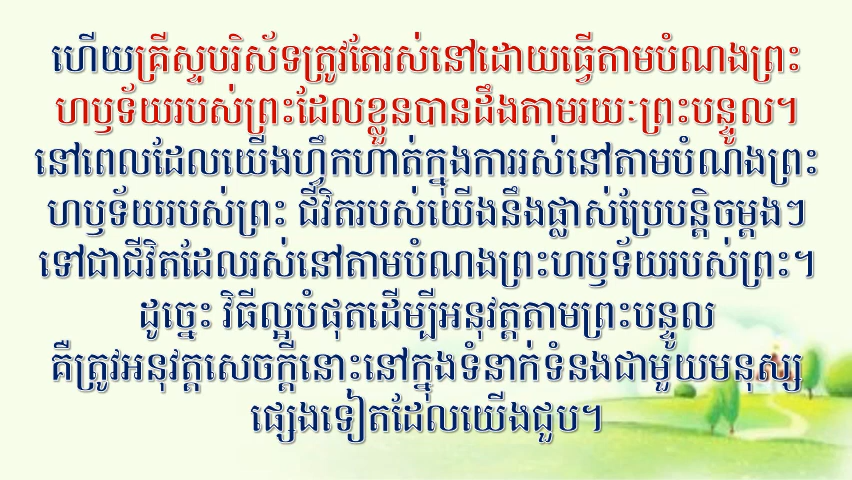 ហើយគ្រីស្ទបរិស័ទត្រូវតែរស់នៅដោយធ្វើតាមបំណងព្រះ
ហឫទ័យរបស់ព្រះដែលខ្លួនបានដឹងតាមរយៈព្រះបន្ទូល។
នៅពេលដែលយើងហ្វឹកហាត់ក្នុងការរស់នៅតាមបំណងព្រះ
ហឫទ័យរបស់ព្រះ ជីវិតរបស់យើងនឹងផ្លាស់ប្រែបន្តិចម្តងៗ
ទៅជាជីវិតដែលរស់នៅតាមបំណងព្រះហឫទ័យរបស់ព្រះ។
ដូច្នេះ វិធីល្អបំផុតដើម្បីអនុវត្តតាមព្រះបន្ទូល
គឺត្រូវអនុវត្តសេចក្តីនោះនៅក្នុងទំនាក់ទំនងជាមួយមនុស្ស
ផ្សេងទៀតដែលយើងជួប។